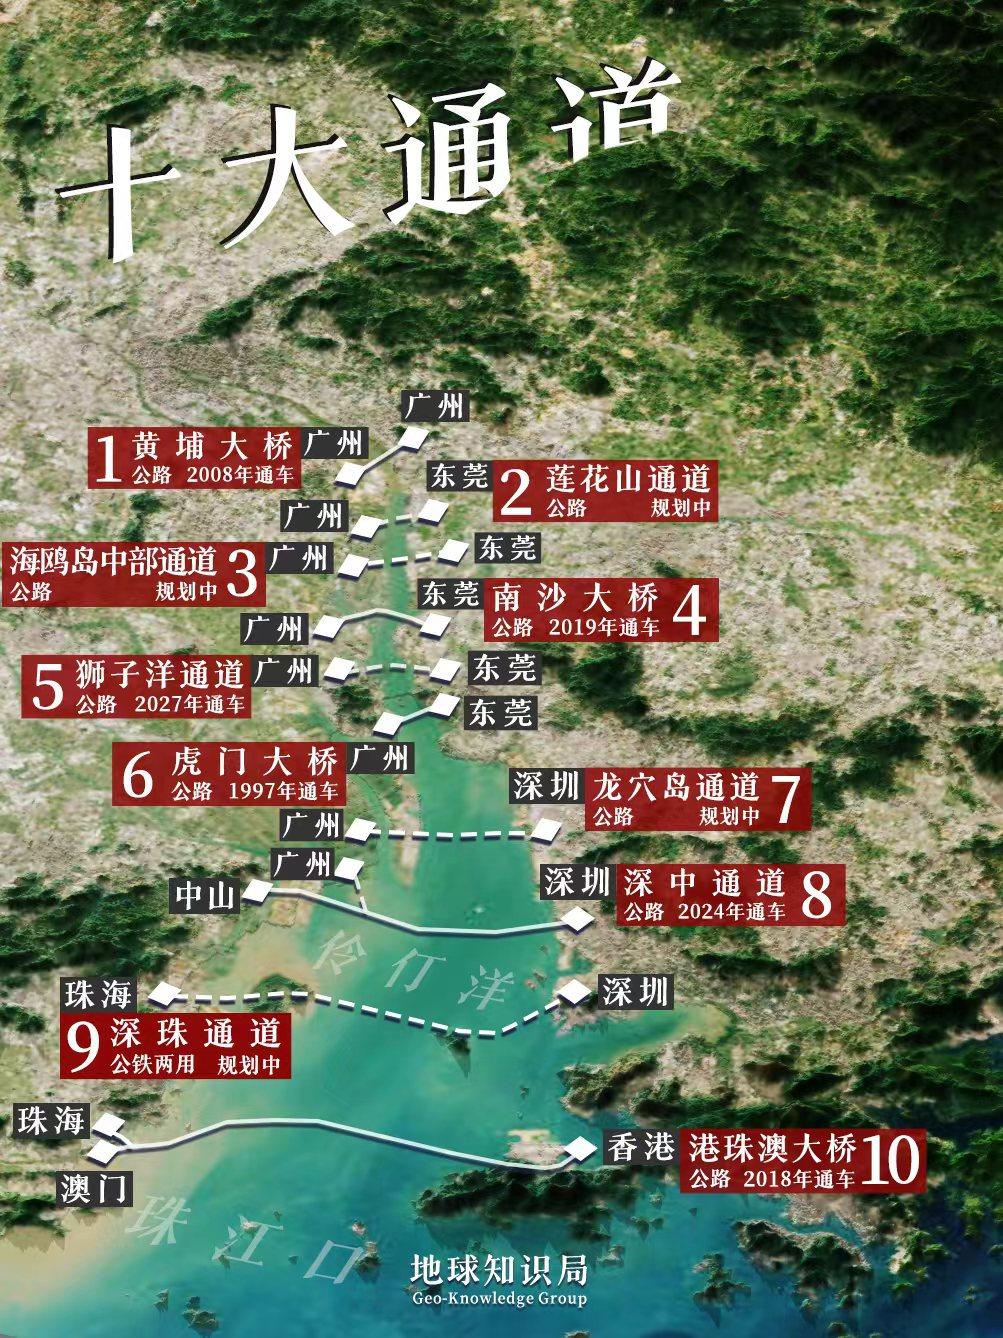 十大通道
广州
1 黄埔大桥 广州
公路 2008年通车
东莞 2 莲花山通道
公路 规划中
广州
海鸥岛中部通道 3 广州
公路 规划中
东莞
东莞 南沙大桥 4
公路 2019年通车
广州
5 狮子洋通道 广州
公路 2027年通车
东莞
东莞
6 虎门大桥 广州
公路 1997年通车
深圳 龙穴岛通道 7
公路 规划中
广州
广州
中山
深圳 深中通道 8
公路 2024年通车
伶仃洋
珠海
深圳
9 深珠通道
公铁两用 规划中
珠海
香港 港珠澳大桥 10
公路 2018年通车
澳门
珠江口
地球知识局
Geo-Knowledge Group